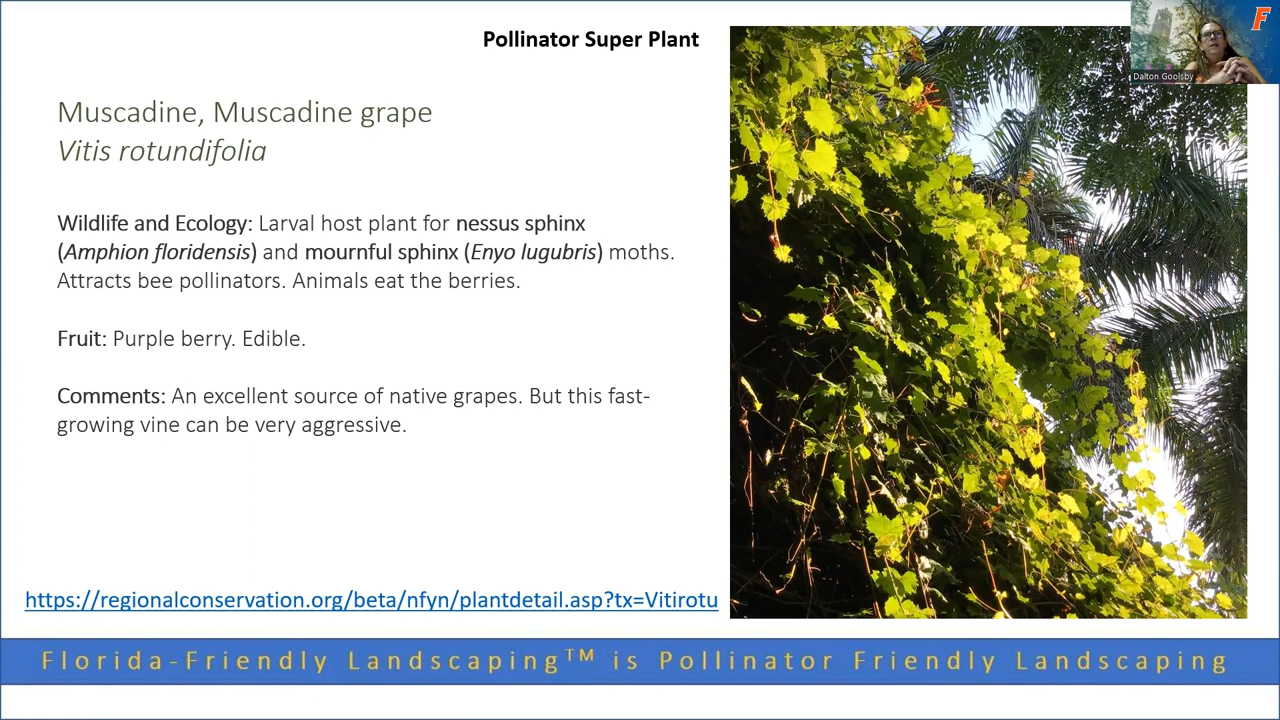 Pollinator Super Plant
F
Dalton Goolsby
Muscadine, Muscadine grape
Vitis rotundifolia
Wildlife and Ecology: Larval host plant for nessus sphinx
(Amphion floridensis) and mournful sphinx (Enyo lugubris) moths.
Attracts bee pollinators. Animals eat the berries.
Fruit: Purple berry. Edible.
Comments: An excellent source of native grapes. But this fast-
growing vine can be very aggressive.
https://regionalconservation.org/beta/nfyn/plantdetail.asp?tx=Vitirotu
Florida-Friendly Landscaping™ is Pollinator Friendly Landscaping